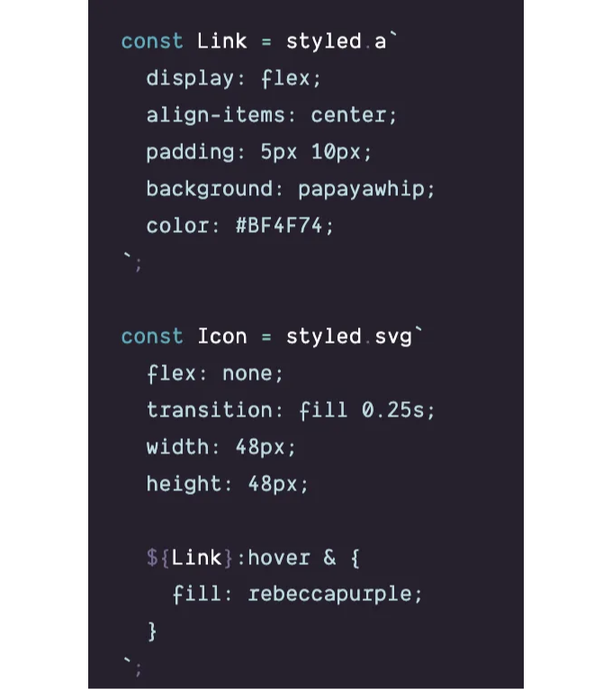 const Link = styled.a`
display: flex;
align-items: center;
padding: 5px 10px;
background: papayawhip;
color: #BF4F74;
`;
const Icon = styled.svg`
flex: none;
transition: fill 0.25s;
width: 48px;
height: 48px;
${Link}:hover & {
fill: rebeccapurple;
}
`;